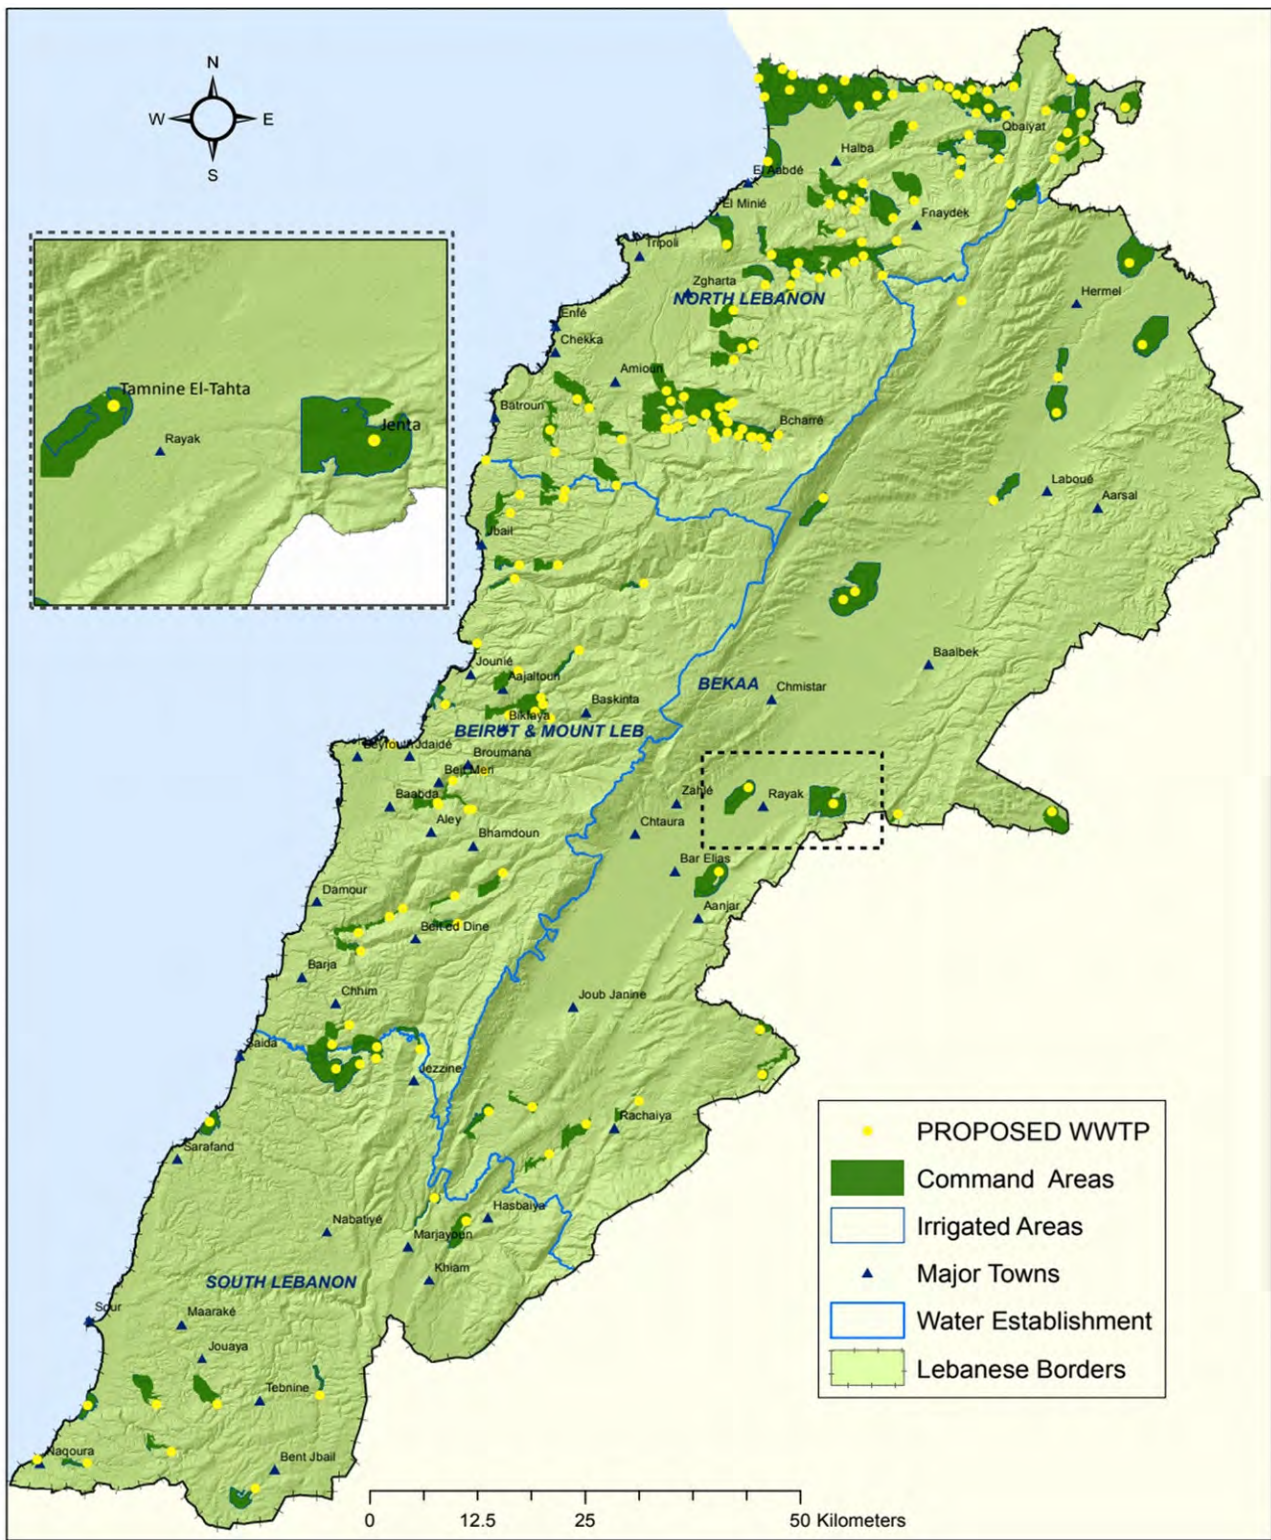 N
W E
S
Qbaiyat
Halba
El Aabdé
El Minié
Fnaydek
Tripoli
Zgharta
NORTH LEBANON
Hermel
Enfé
Chekka
Amioun
Batroun
Bcharré
Tamnine El-Tahta
Rayak
Jenta
Laboué
Aarsal
Jbail
Baalbek
Jounié
Aajaltoun
BEKAA
Chmistar
Baskinta
Bikfaya
BEIRUT & MOUNT LEB
Beyrouth
Jdaidé
Broumana
Beit Meri
Baabda
Zahlé
Rayak
Aley
Chtaura
Bhamdoun
Bar Elias
Damour
Aanjar
Beit ed Dine
Barja
Chhim
Joub Janine
Saida
Jezzine
Rachaiya
Sarafand
Hasbaiya
Nabatiyé
Marjayoun
Khiam
SOUTH LEBANON
Sour
Maaraké
Jouaya
Tebnine
Naqoura
Bent Jbail
PROPOSED WWTP
Command Areas
Irrigated Areas
Major Towns
Water Establishment
Lebanese Borders
0 12.5 25 50 Kilometers